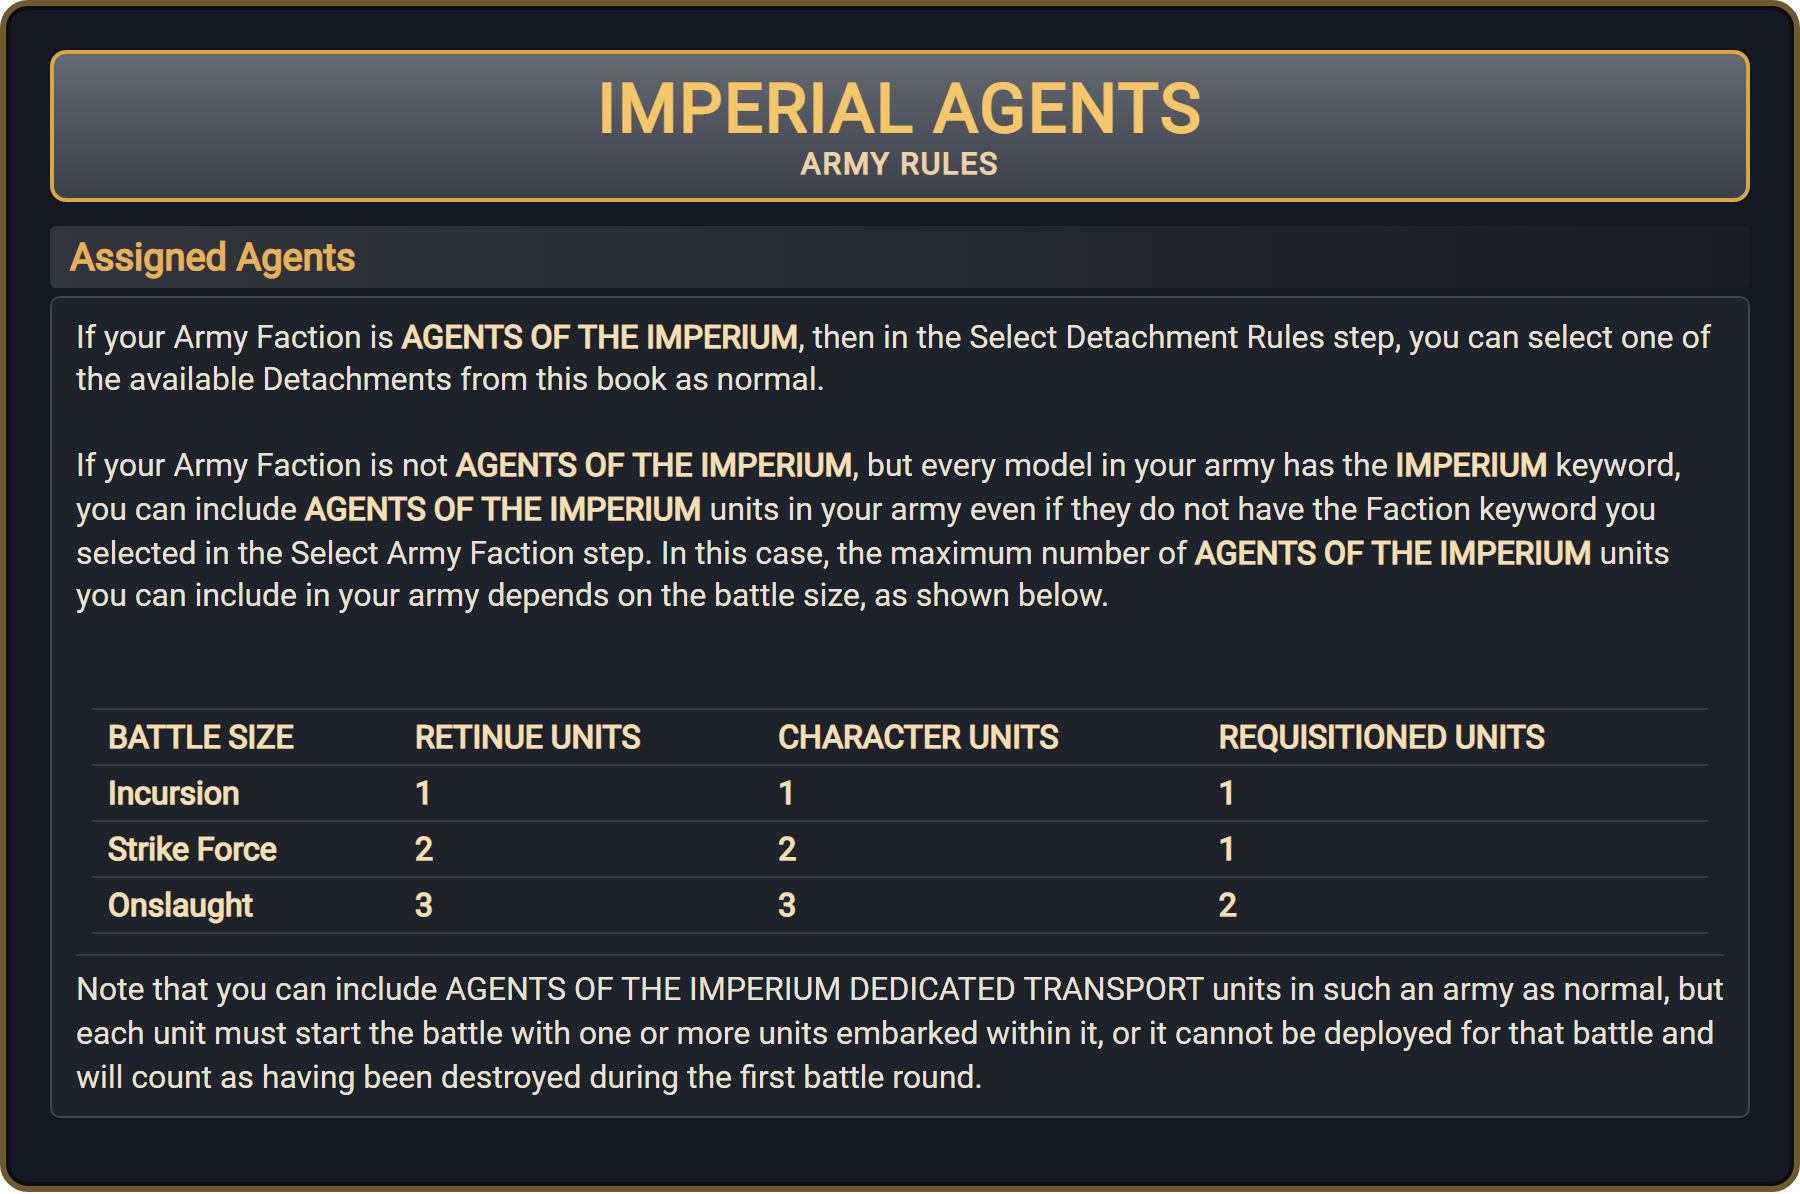 IMPERIAL AGENTS
ARMY RULES
Assigned Agents
If your Army Faction is AGENTS OF THE IMPERIUM, then in the Select Detachment Rules step, you can select one of
the available Detachments from this book as normal.
If your Army Faction is not AGENTS OF THE IMPERIUM, but every model in your army has the IMPERIUM keyword,
you can include AGENTS OF THE IMPERIUM units in your army even if they do not have the Faction keyword you
selected in the Select Army Faction step. In this case, the maximum number of AGENTS OF THE IMPERIUM units
you can include in your army depends on the battle size, as shown below.
BATTLE SIZE RETINUE UNITS CHARACTER UNITS REQUISITIONED UNITS
Incursion 1 1 1
Strike Force 2 2 1
Onslaught 3 3 2
Note that you can include AGENTS OF THE IMPERIUM DEDICATED TRANSPORT units in such an army as normal, but
each unit must start the battle with one or more units embarked within it, or it cannot be deployed for that battle and
will count as having been destroyed during the first battle round.